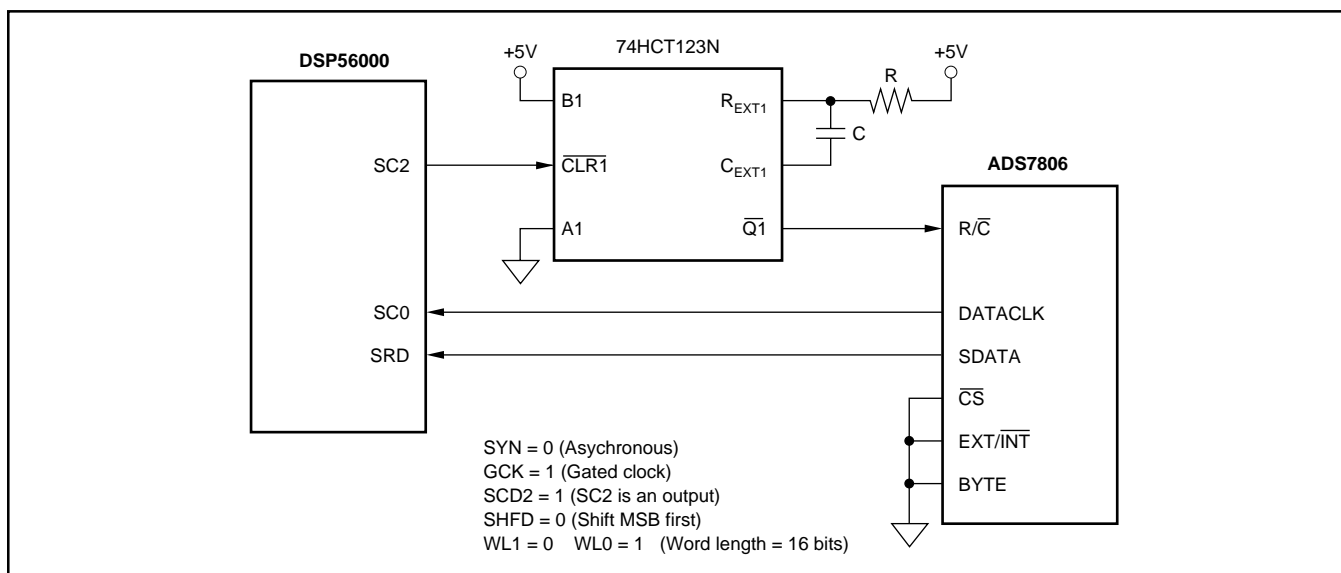 DSP56000
SC2
SC0
SRD
+5V
74HCT123N
B1
CLR1
A1
REXT1
CEXT1
Q1
R
C
+5V
ADS7806
R/C
DATACLK
SDATA
CS
EXT/INT
BYTE
SYN = 0 (Asychronous)
GCK = 1 (Gated clock)
SCD2 = 1 (SC2 is an output)
SHFD = 0 (Shift MSB first)
WL1 = 0 WL0 = 1 (Word length = 16 bits)